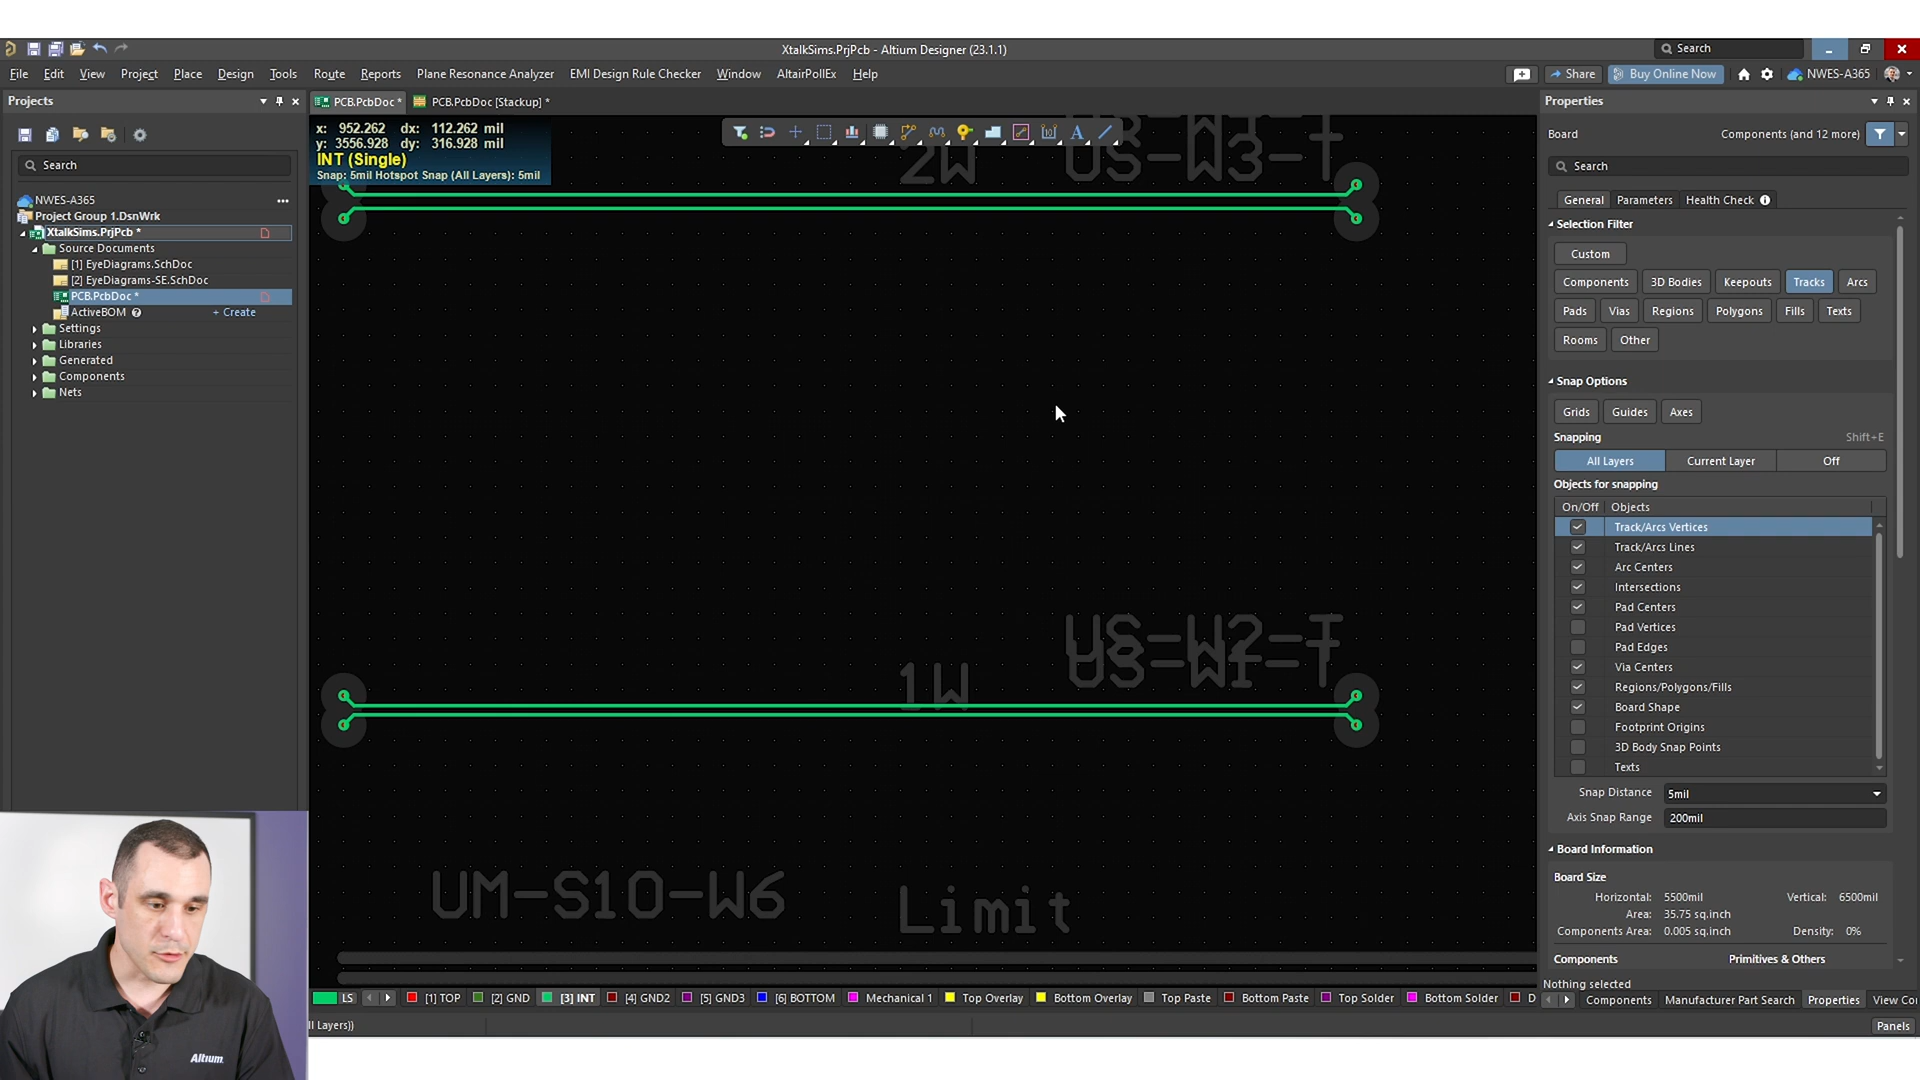 XtalkSims.PrjPcb - Altium Designer (23.1.1)
Search
File Edit View Project Place Design Tools Route Reports Plane Resonance Analyzer EMI Design Rule Checker Window AltairPollEx Help
Share
Buy Online Now
NWES-A365
Projects
PCB.PcbDoc *
PCB.PcbDoc [Stackup] *
Properties
x: 952.262 dx: 112.262 mil
y: 3556.928 dy: 316.928 mil
INT (Single)
Snap: 5mil Hotspot Snap (All Layers): 5mil
Board
Components (and 12 more)
Search
Search
2W
US-W3-T
NWES-A365
Project Group 1.DsnWrk
XtalkSims.PrjPcb *
Source Documents
[1] EyeDiagrams.SchDoc
[2] EyeDiagrams-SE.SchDoc
PCB.PcbDoc *
ActiveBOM
+ Create
Settings
Libraries
Generated
Components
Nets
General Parameters Health Check
Selection Filter
Custom
Components 3D Bodies Keepouts Tracks Arcs
Pads Vias Regions Polygons Fills Texts
Rooms Other
Snap Options
Grids Guides Axes
Snapping Shift+E
All Layers Current Layer Off
Objects for snapping
On/Off Objects
Track/Arcs Vertices
Track/Arcs Lines
Arc Centers
Intersections
Pad Centers
Pad Vertices
Pad Edges
Via Centers
Regions/Polygons/Fills
Board Shape
Footprint Origins
3D Body Snap Points
Texts
Snap Distance 5mil
Axis Snap Range 200mil
Board Information
Board Size
Horizontal: 5500mil Vertical: 6500mil
Area: 35.75 sq.inch
Components Area: 0.005 sq.inch Density: 0%
Components Primitives & Others
Nothing selected
US-W2-T
US-W1-T
1W
UM-S10-W6
Limit
LS [1] TOP [2] GND [3] INT [4] GND2 [5] GND3 [6] BOTTOM Mechanical 1 Top Overlay Bottom Overlay Top Paste Bottom Paste Top Solder Bottom Solder D
Components Manufacturer Part Search Properties View Co
ll Layers))
Panels
Altium